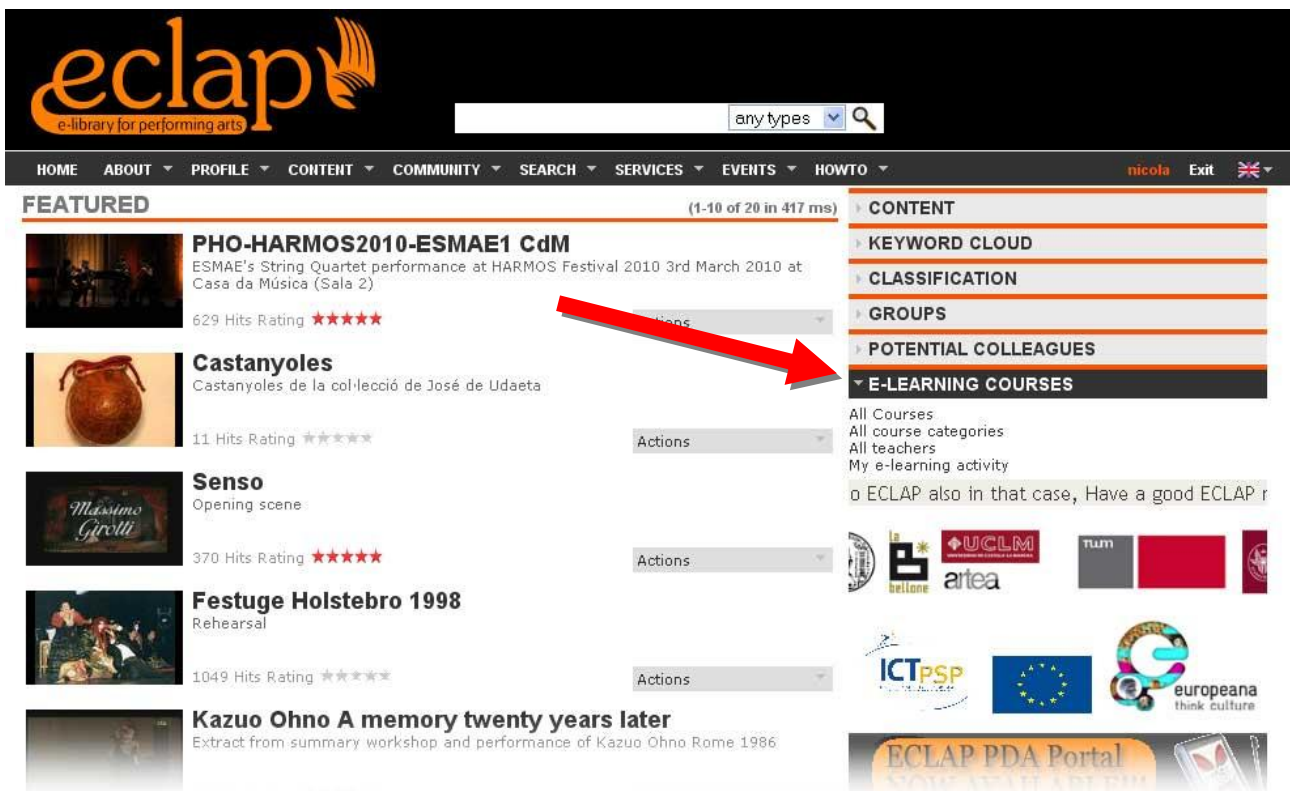 eclap
e-library for performing arts
any types
HOME ABOUT PROFILE CONTENT COMMUNITY SEARCH SERVICES EVENTS HOWTO nicola Exit
FEATURED (1-10 of 20 in 417 ms)
PHO-HARMOS2010-ESMAE1 CdM
ESMAE's String Quartet performance at HARMOS Festival 2010 3rd March 2010 at
Casa da Música (Sala 2)
629 Hits Rating
Castanyoles
Castanyoles de la col·lecció de José de Udaeta
11 Hits Rating Actions
Massimo
Girotti
Senso
Opening scene
370 Hits Rating Actions
Festuge Holstebro 1998
Rehearsal
1049 Hits Rating Actions
Kazuo Ohno A memory twenty years later
Extract from summary workshop and performance of Kazuo Ohno Rome 1986
CONTENT
KEYWORD CLOUD
CLASSIFICATION
GROUPS
POTENTIAL COLLEAGUES
E-LEARNING COURSES
All Courses
All course categories
All teachers
My e-learning activity
o ECLAP also in that case, Have a good ECLAP r
la
bellone
UCLM
artea
TUM
ICTPSP
europeana
think culture
ECLAP PDA Portal
NOW AVAILABLE!!!